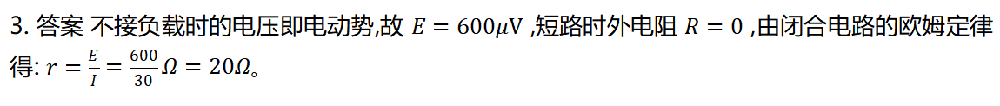 3. 答案 不接负载时的电压即电动势,故 E = 600μV ,短路时外电阻 R = 0 ,由闭合电路的欧姆定律
得: r = \frac{E}{I} = \frac{600}{30} Ω = 20Ω。